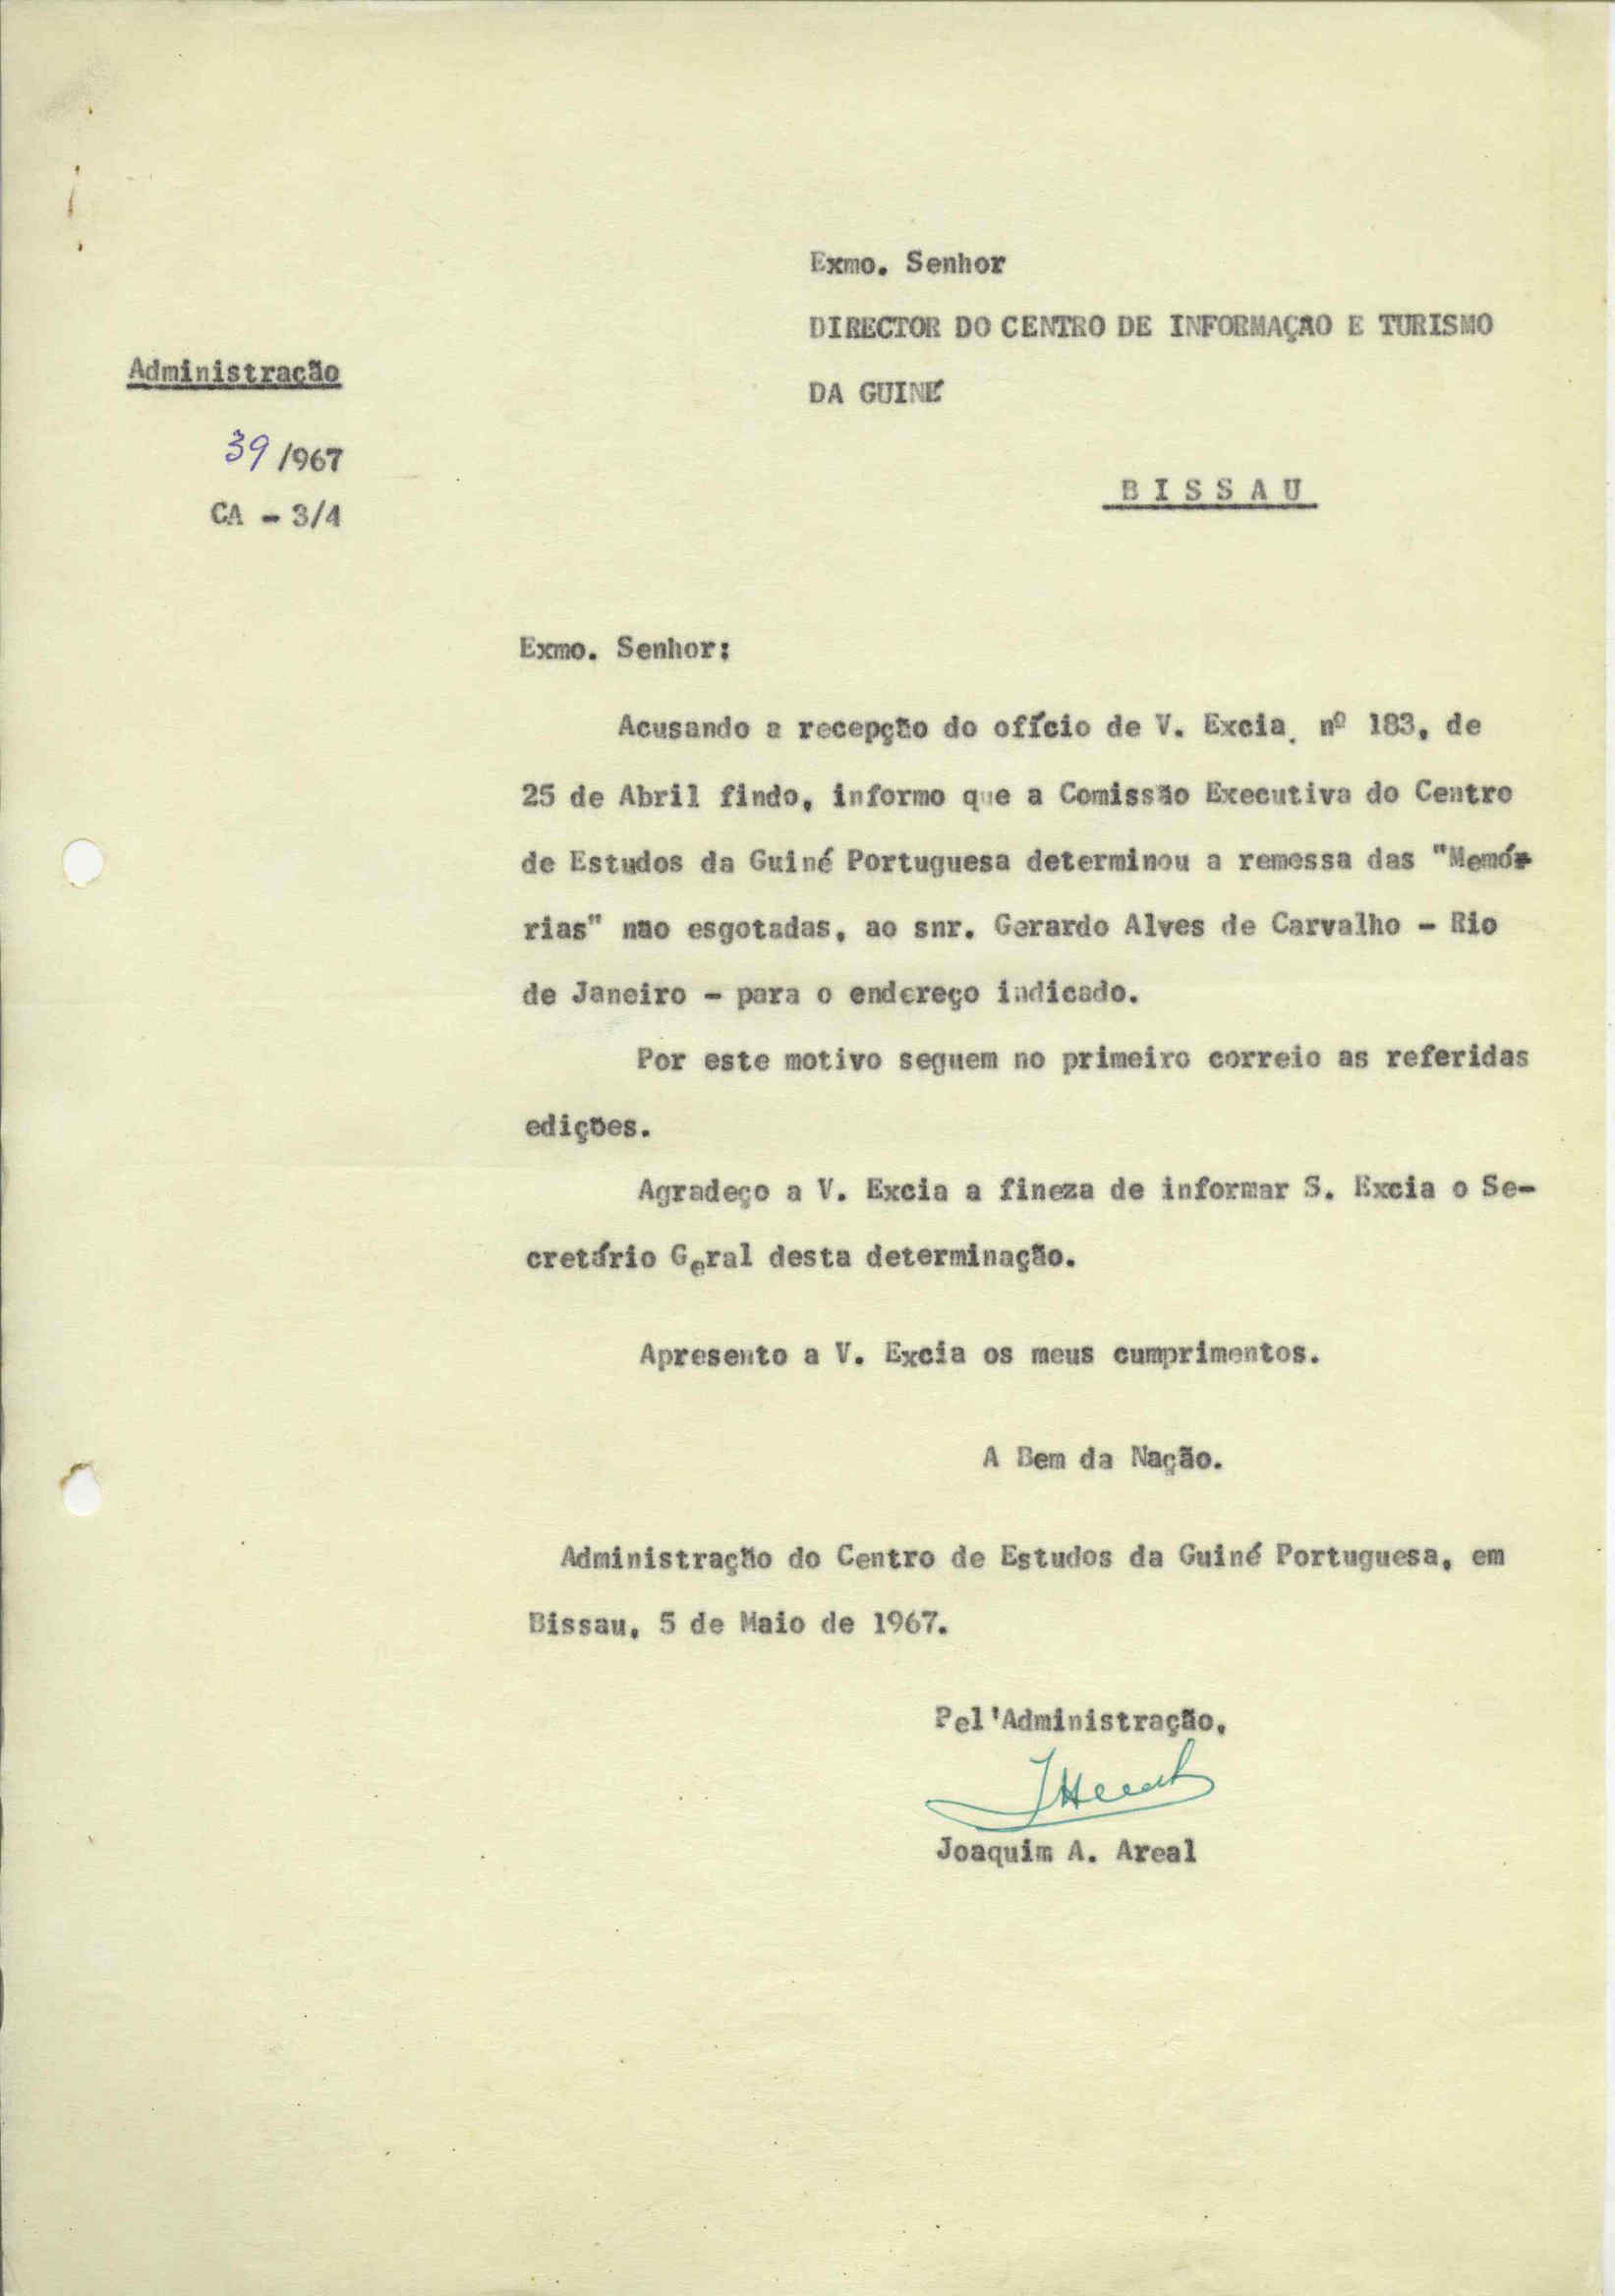 Exmo. Senhor
DIRECTOR DO CENTRO DE INFORMAÇÃO E TURISMO
DA GUINÉ
BISSAU
Administração
39/967
CA - 3/4
Exmo. Senhor:
Acusando a recepção do ofício de V. Excia. nº 183, de
25 de Abril findo, informo que a Comissão Executiva do Centro
de Estudos da Guiné Portuguesa determinou a remessa das "Memó-
rias" não esgotadas, ao snr. Gerardo Alves de Carvalho - Rio
de Janeiro - para o endereço indicado.
Por este motivo seguem no primeiro correio as referidas
edições.
Agradeço a V. Excia a fineza de informar S. Excia o Se-
cretário Geral desta determinação.
Apresento a V. Excia os meus cumprimentos.
A Bem da Nação.
Administração do Centro de Estudos da Guiné Portuguesa, em
Bissau, 5 de Maio de 1967.
Pel'Administração,
Joaquim A. Areal